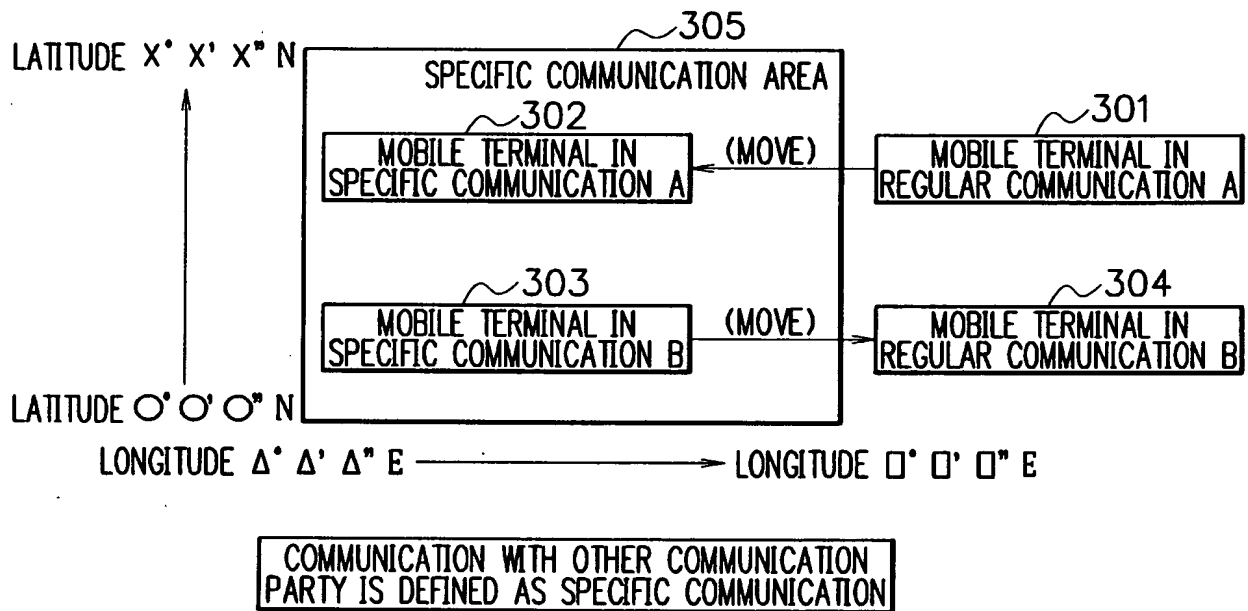 305
LATITUDE X° X' X" N
SPECIFIC COMMUNICATION AREA
302
301
MOBILE TERMINAL IN
SPECIFIC COMMUNICATION A
(MOVE)
MOBILE TERMINAL IN
REGULAR COMMUNICATION A
303
304
MOBILE TERMINAL IN
SPECIFIC COMMUNICATION B
(MOVE)
MOBILE TERMINAL IN
REGULAR COMMUNICATION B
LATITUDE ○° ○' ○" N
LONGITUDE Δ° Δ' Δ" E
LONGITUDE □° □' □" E
COMMUNICATION WITH OTHER COMMUNICATION
PARTY IS DEFINED AS SPECIFIC COMMUNICATION